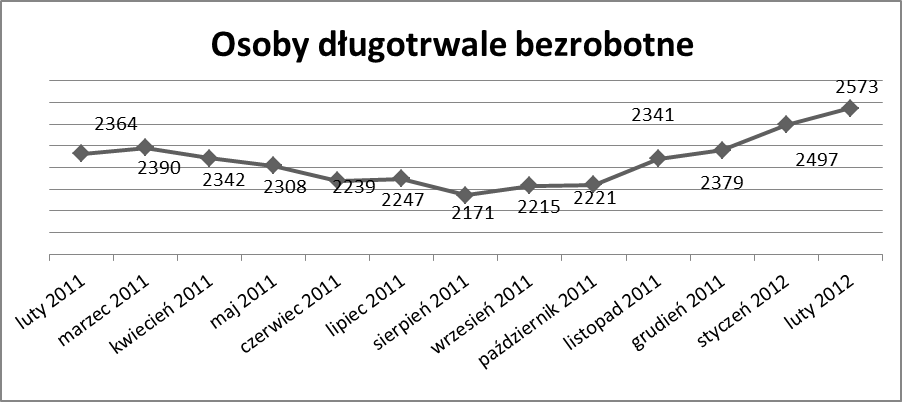 Osoby długotrwale bezrobotne
2364
2390
2342
2308
2239
2247
2171
2215
2221
2341
2379
2497
2573
luty 2011
marzec 2011
kwiecień 2011
maj 2011
czerwiec 2011
lipiec 2011
sierpień 2011
wrzesień 2011
październik 2011
listopad 2011
grudzień 2011
styczeń 2012
luty 2012